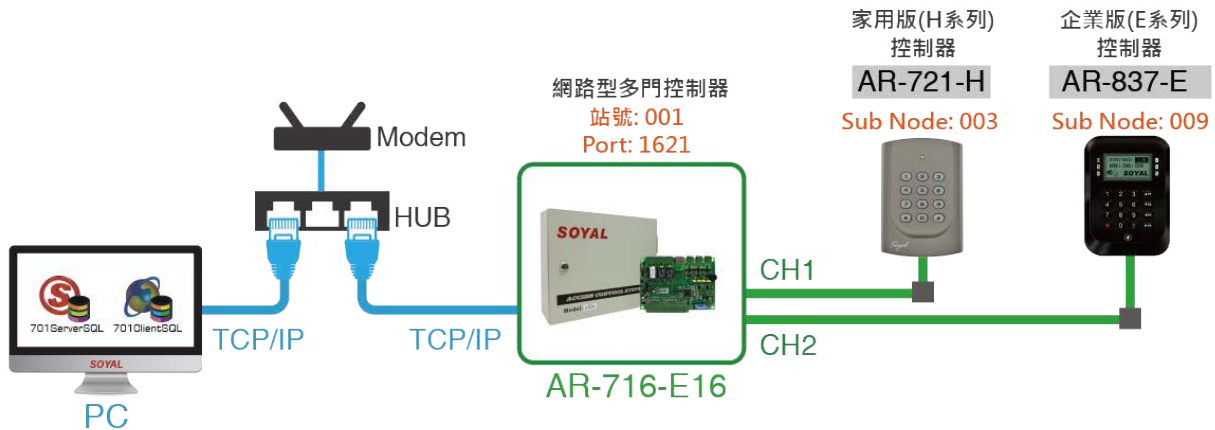 家用版(H系列)
控制器
AR-721-H
Sub Node: 003
企業版(E系列)
控制器
AR-837-E
Sub Node: 009
網路型多門控制器
站號: 001
Port: 1621
Modem
HUB
SOYAL
ACCESS CONTROL SYSTEM
SOYAL
CH1
CH2
701ServerSQL
701ClientSQL
TCP/IP
TCP/IP
SOYAL
AR-716-E16
PC